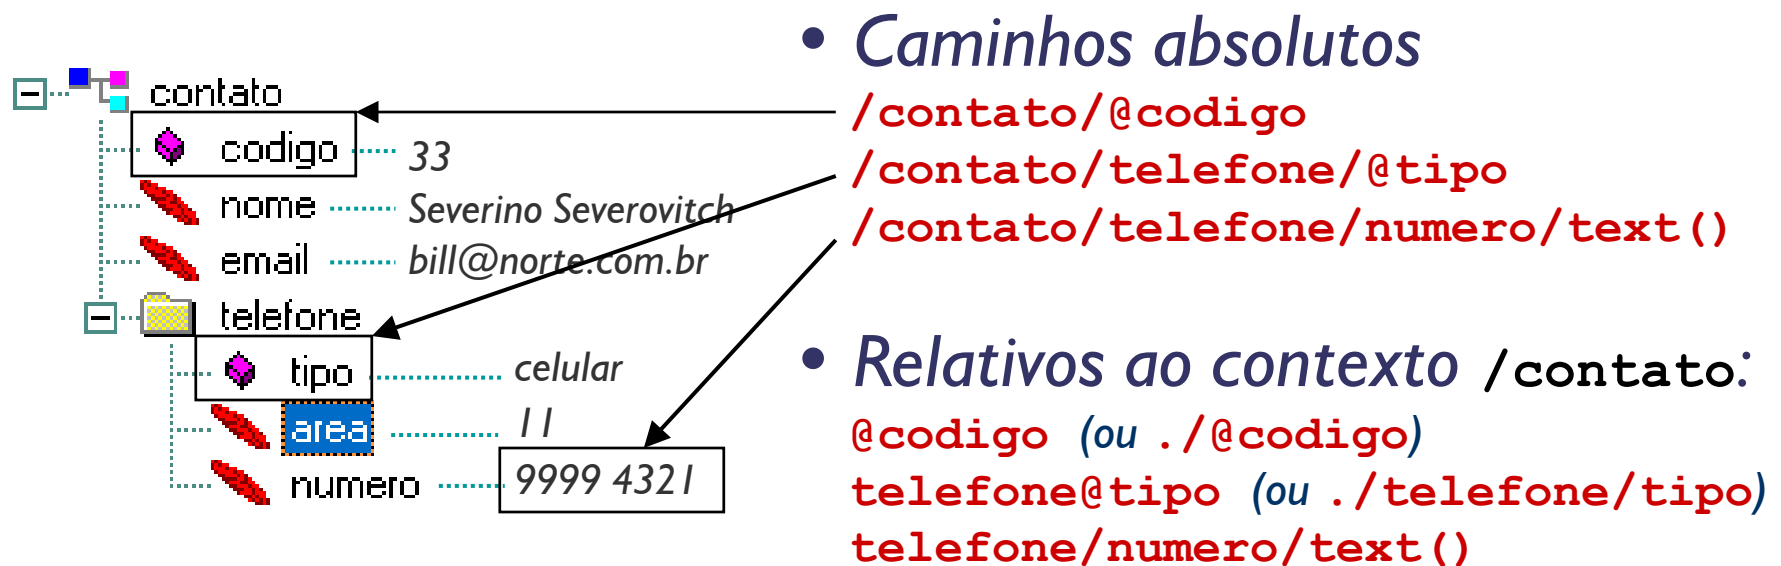 contato
codigo 33
nome Severino Severovitch
email bill@norte.com.br
telefone
tipo celular
area 11
numero 9999 4321
• Caminhos absolutos
/contato/@codigo
/contato/telefone/@tipo
/contato/telefone/numero/text()
• Relativos ao contexto /contato:
@codigo (ou ./@codigo)
telefone@tipo (ou ./telefone/tipo)
telefone/numero/text()